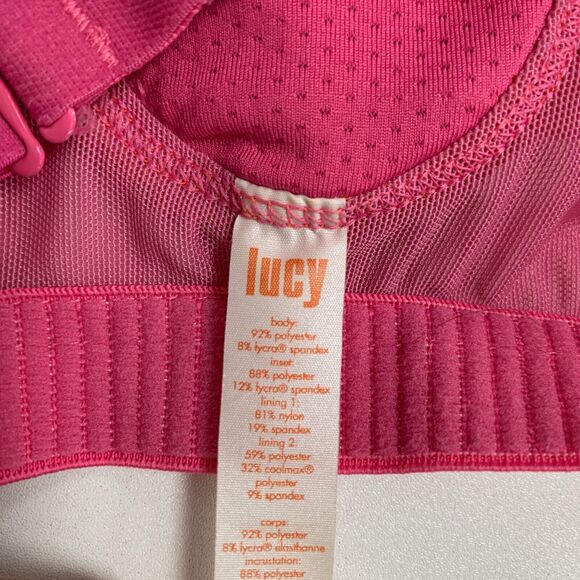 lucy
body:
92% polyester
8% lycra® spandex
inset:
88% polyester
12% lycra® spandex
lining 1:
81% nylon
19% spandex
lining 2:
59% polyester
32% coolmax®
polyester
9% spandex
corps:
92% polyester
8% lycra® elasthanne
incrustation:
88% polyester